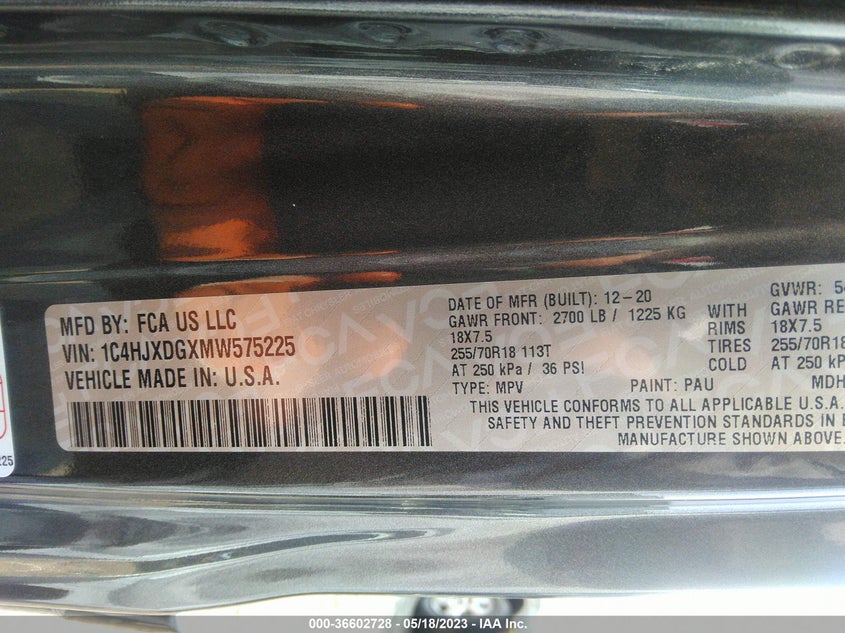 MFD BY: FCA US LLC
VIN: 1C4HJXDGXMW575225
VEHICLE MADE IN: U.S.A.
DATE OF MFR (BUILT): 12-20
GAWR FRONT: 2700 LB / 1225 KG WITH
18X7.5 RIMS
255/70R18 113T TIRES
AT 250 kPa / 36 PSI COLD
TYPE: MPV PAINT: PAU MDH
GVWR: 54
GAWR RE
18X7.5
255/70R18
AT 250 kP
THIS VEHICLE CONFORMS TO ALL APPLICABLE U.S.A.
SAFETY AND THEFT PREVENTION STANDARDS IN E
MANUFACTURE SHOWN ABOVE.
225
000-36602728 - 05/18/2023 - IAA Inc.